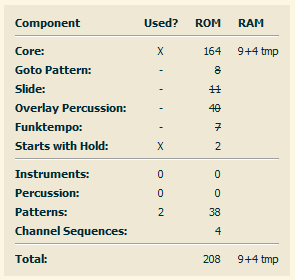 Component Used? ROM RAM
Core: X 164 9+4 tmp
Goto Pattern: - 8
Slide: - 11
Overlay Percussion: - 40
Funktempo: - 7
Starts with Hold: X 2
Instruments: 0 0
Percussion: 0 0
Patterns: 2 38
Channel Sequences: 4
Total: 208 9+4 tmp